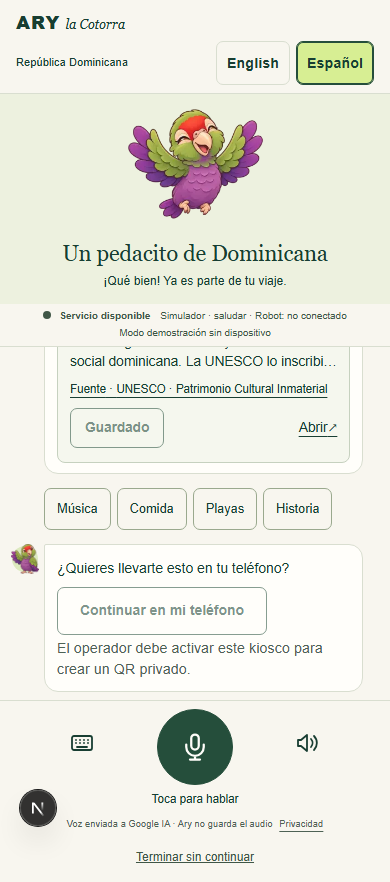 ARY la Cotorra
República Dominicana
English
Español
Un pedacito de Dominicana
¡Qué bien! Ya es parte de tu viaje.
Servicio disponible Simulador · saludar · Robot: no conectado
Modo demostración sin dispositivo
social dominicana. La UNESCO lo inscribi...
Fuente · UNESCO · Patrimonio Cultural Inmaterial
Guardado
Abrir↗
Música
Comida
Playas
Historia
¿Quieres llevarte esto en tu teléfono?
Continuar en mi teléfono
El operador debe activar este kiosco para
crear un QR privado.
Toca para hablar
N
Voz enviada a Google IA · Ary no guarda el audio Privacidad
Terminar sin continuar